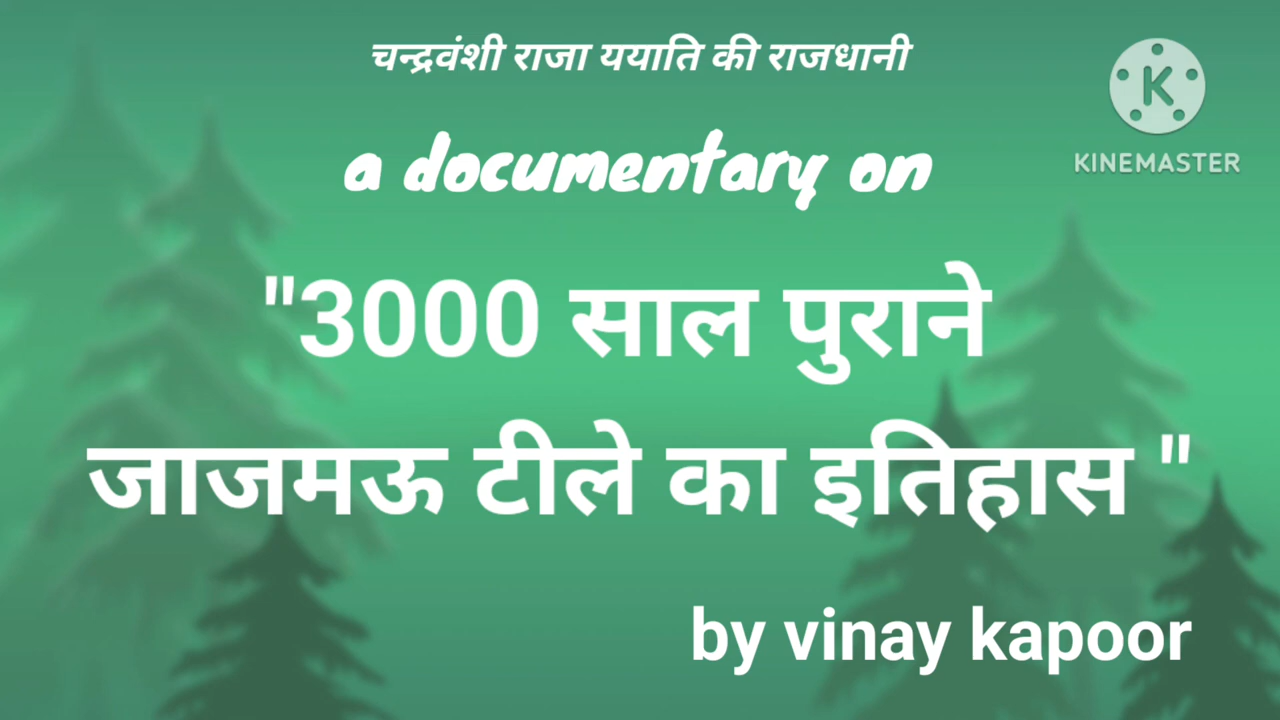 चन्द्रवंशी राजा ययाति की राजधानी
a documentary on
"3000 साल पुराने
जाजमऊ टीले का इतिहास "
by vinay kapoor
K
KINEMASTER